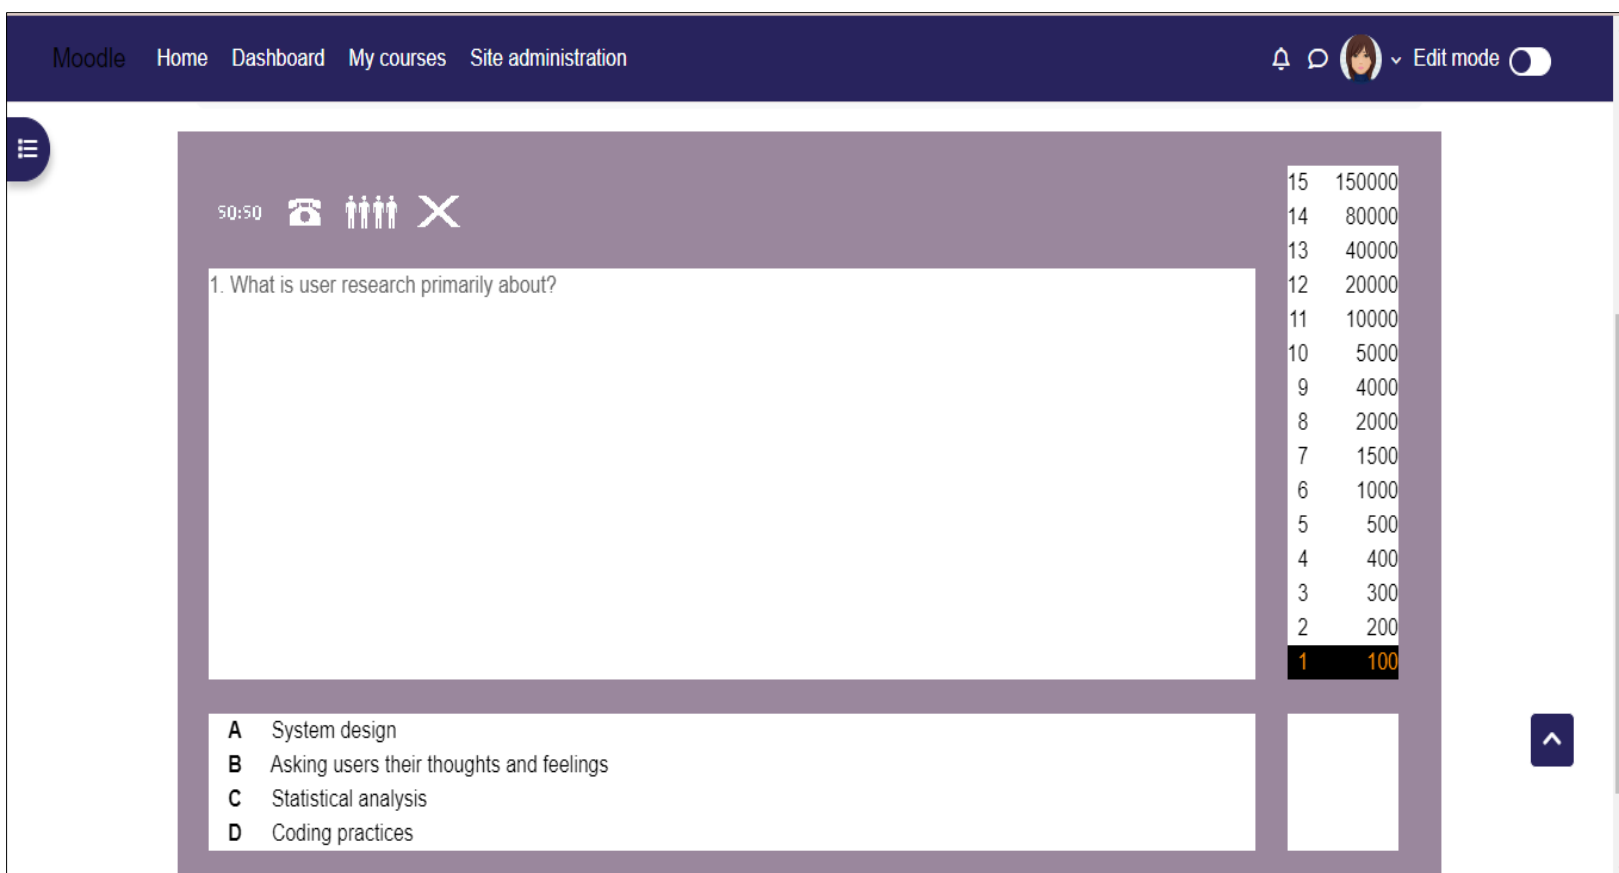 Moodle Home Dashboard My courses Site administration Edit mode
50:50
1. What is user research primarily about?
15 150000
14 80000
13 40000
12 20000
11 10000
10 5000
9 4000
8 2000
7 1500
6 1000
5 500
4 400
3 300
2 200
1 100
A System design
B Asking users their thoughts and feelings
C Statistical analysis
D Coding practices